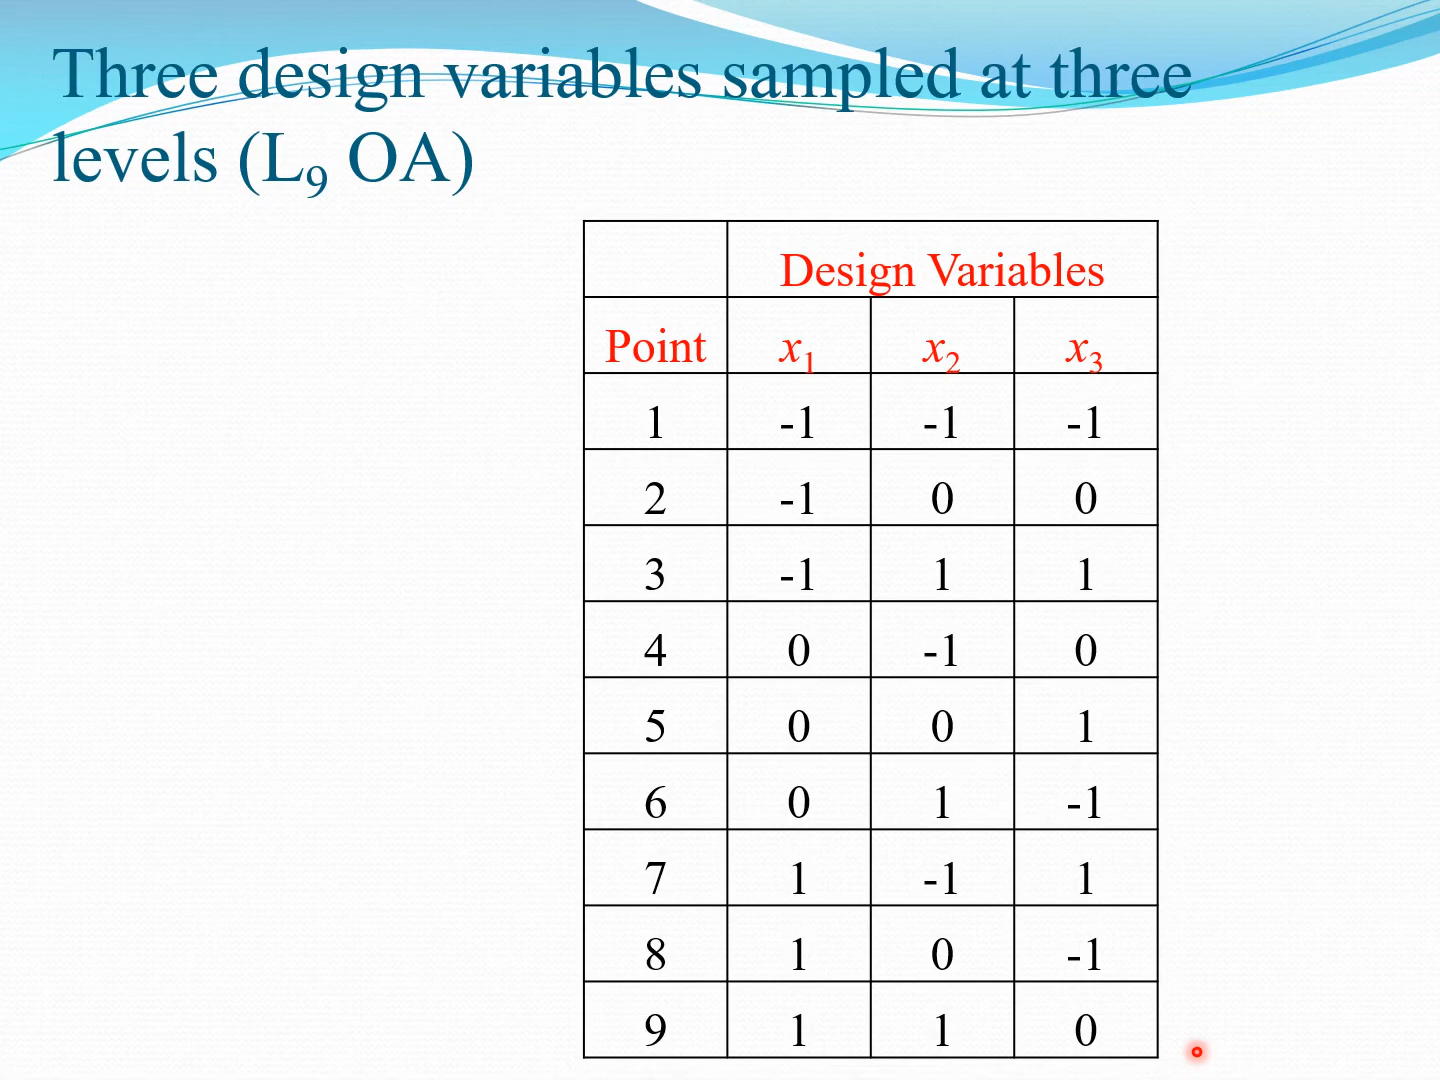 Three design variables sampled at three
levels (L₉ OA)
Design Variables
Point x₁ x₂ x₃
1 -1 -1 -1
2 -1 0 0
3 -1 1 1
4 0 -1 0
5 0 0 1
6 0 1 -1
7 1 -1 1
8 1 0 -1
9 1 1 0